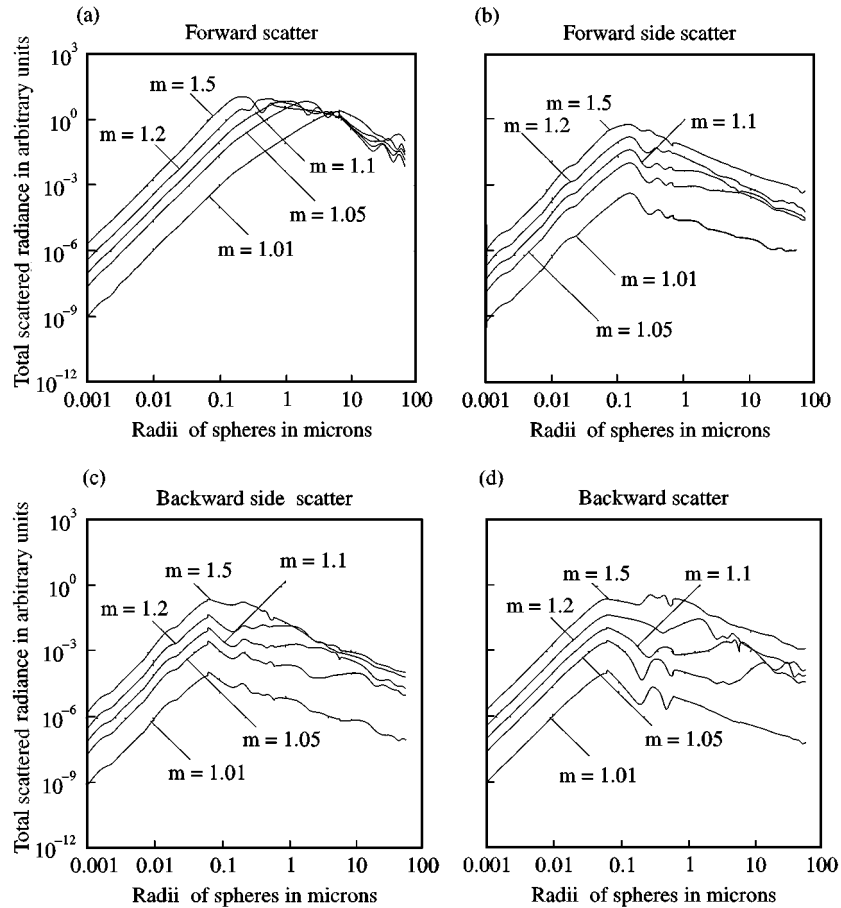 (a)
Forward scatter
Total scattered radiance in arbitrary units
10³
10⁰
10⁻³
10⁻⁶
10⁻⁹
10⁻¹²
m = 1.5
m = 1.2
m = 1.1
m = 1.05
m = 1.01
0.001 0.01 0.1 1 10 100
Radii of spheres in microns
(b)
Forward side scatter
m = 1.5
m = 1.2
m = 1.1
m = 1.01
m = 1.05
0.001 0.01 0.1 1 10 100
Radii of spheres in microns
(c)
Backward side scatter
Total scattered radiance in arbitrary units
10³
10⁰
10⁻³
10⁻⁶
10⁻⁹
10⁻¹²
m = 1.1
m = 1.5
m = 1.2
m = 1.05
m = 1.01
0.001 0.01 0.1 1 10 100
Radii of spheres in microns
(d)
Backward scatter
m = 1.5
m = 1.1
m = 1.2
m = 1.05
m = 1.01
0.001 0.01 0.1 1 10 100
Radii of spheres in microns